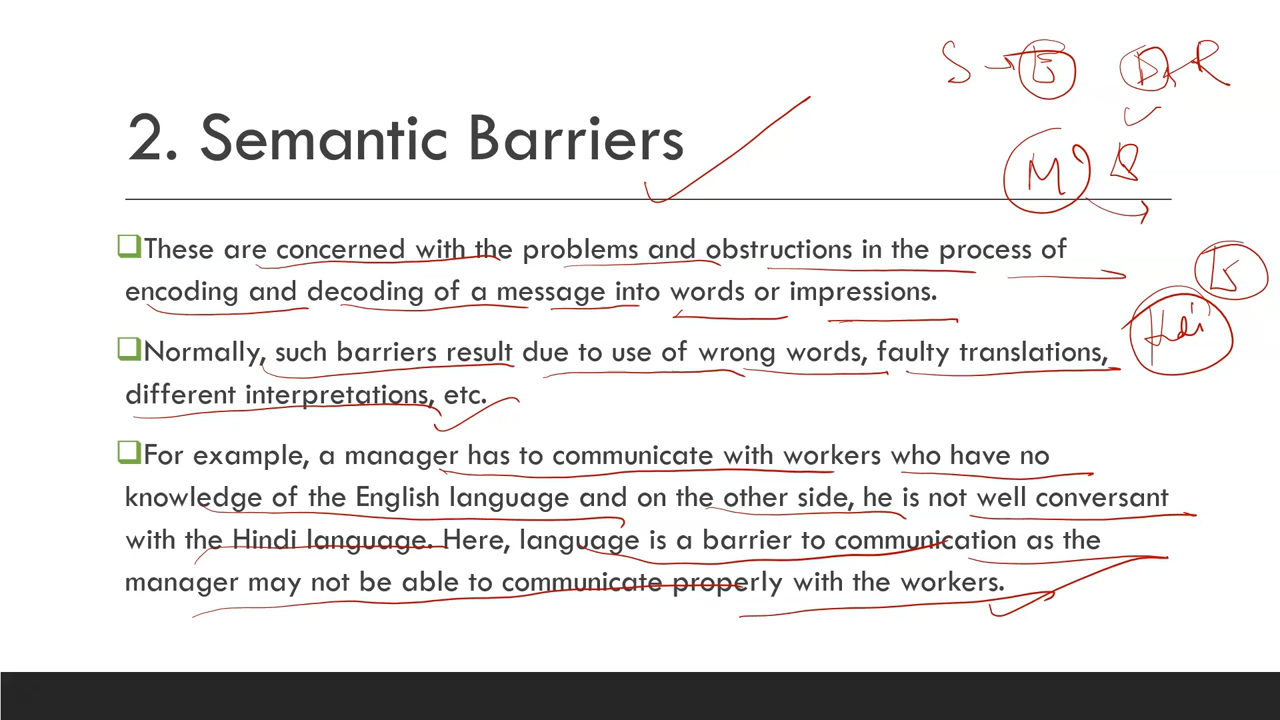 S → E D R
2. Semantic Barriers
M
These are concerned with the problems and obstructions in the process of
encoding and decoding of a message into words or impressions.
Normally, such barriers result due to use of wrong words, faulty translations,
different interpretations, etc.
For example, a manager has to communicate with workers who have no
knowledge of the English language and on the other side, he is not well conversant
with the Hindi language. Here, language is a barrier to communication as the
manager may not be able to communicate properly with the workers.